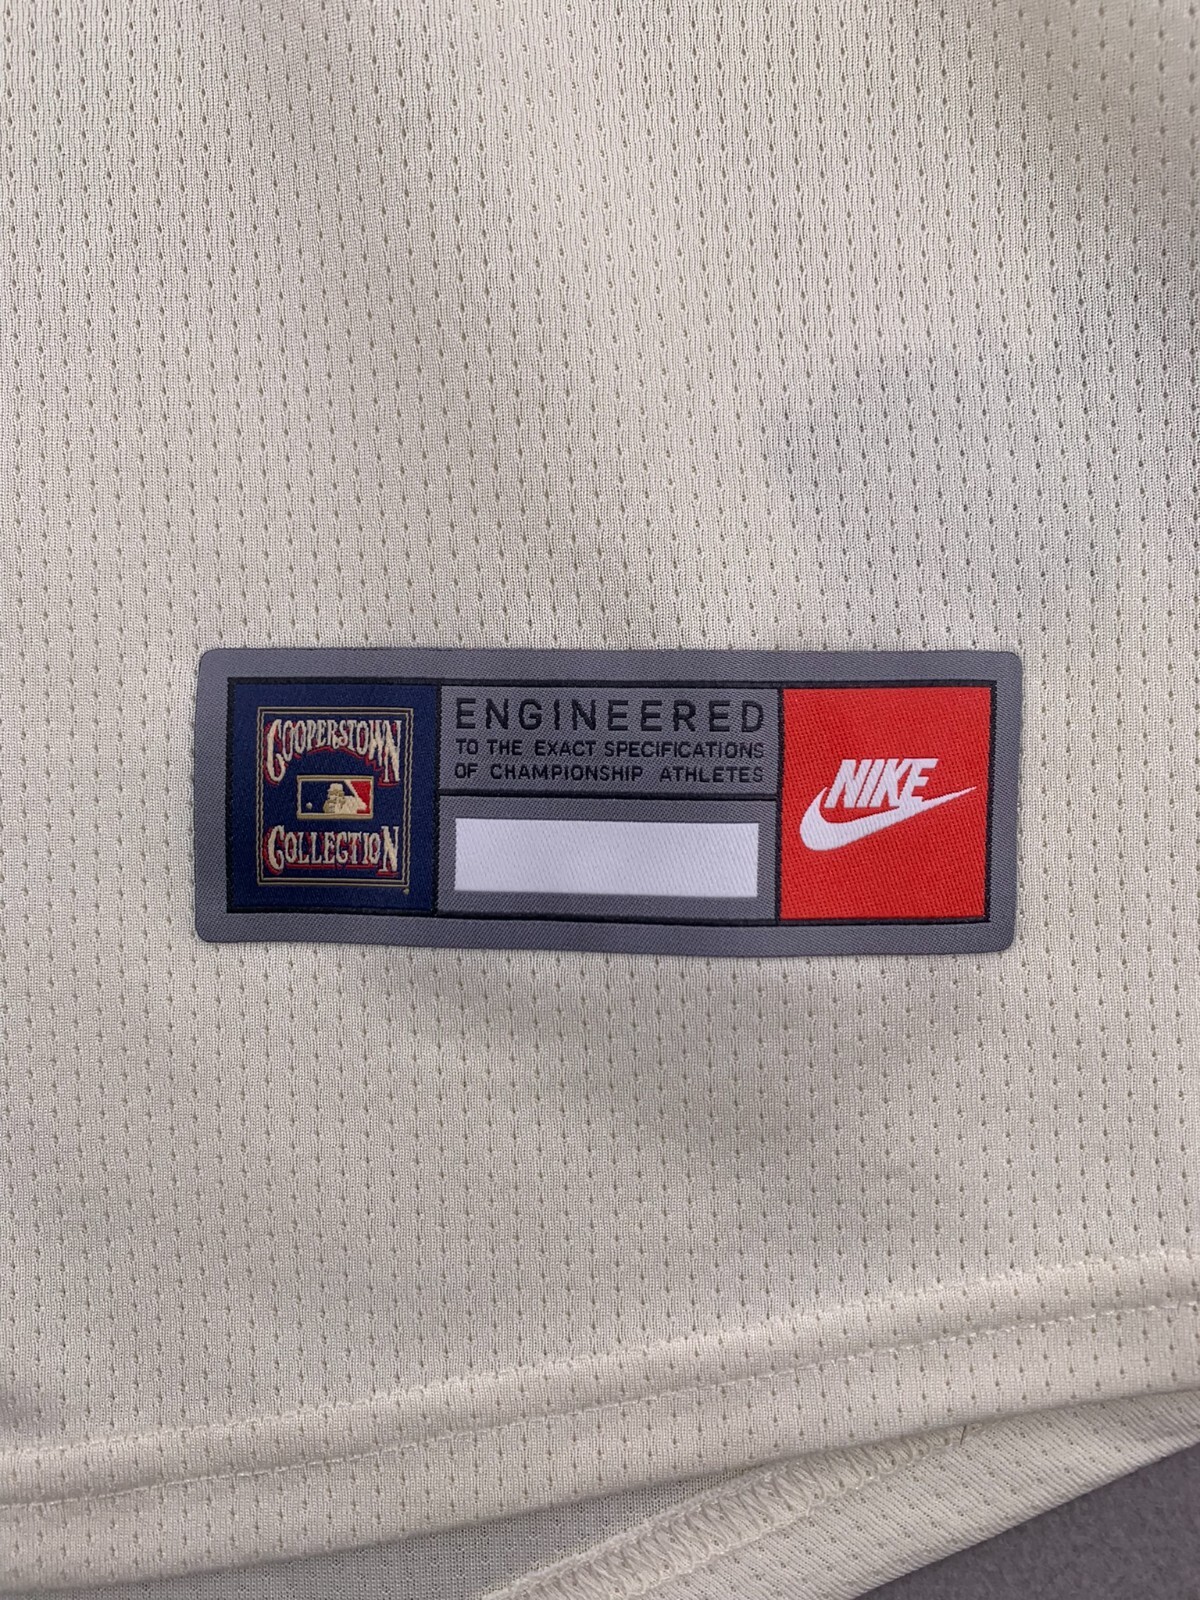 COOPERSTOWN
COLLECTION
ENGINEERED
TO THE EXACT SPECIFICATIONS
OF CHAMPIONSHIP ATHLETES
NIKE